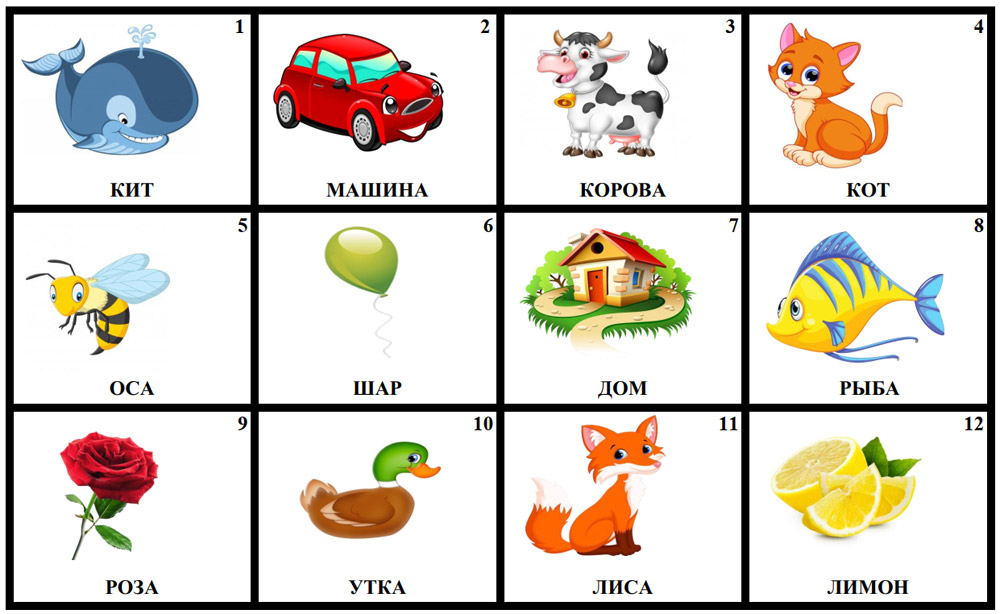 1
КИТ
2
МАШИНА
3
КОРОВА
4
КОТ
5
ОСА
6
ШАР
7
ДОМ
8
РЫБА
9
РОЗА
10
УТКА
11
ЛИСА
12
ЛИМОН